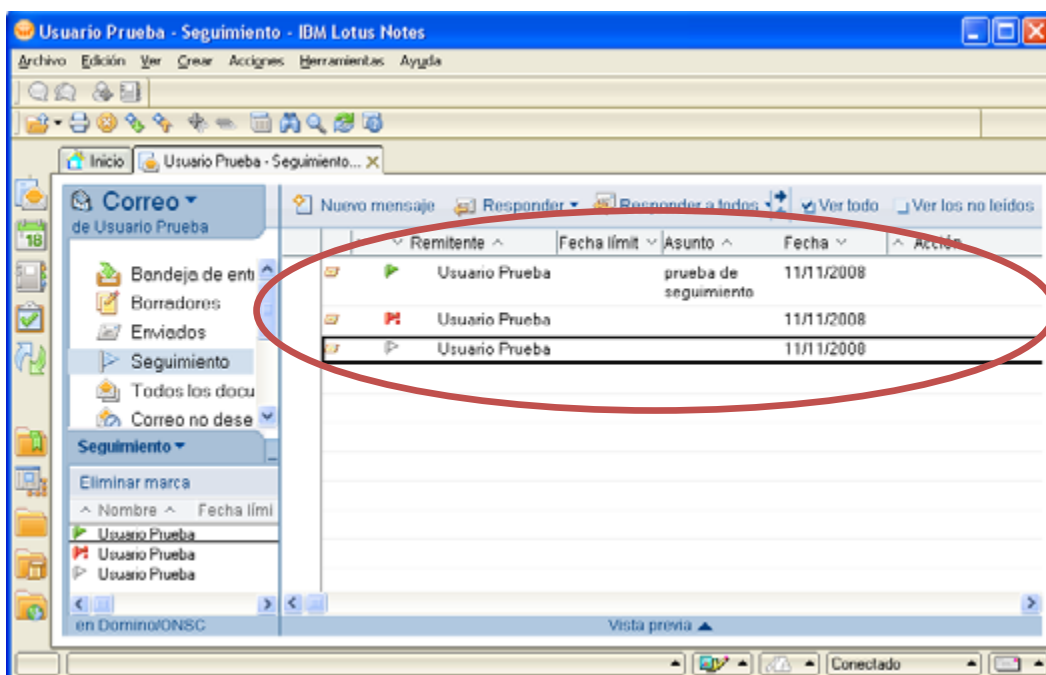 Usuario Prueba - Seguimiento - IBM Lotus Notes
Archivo Edición Ver Crear Acciones Herramientas Ayuda
Inicio Usuario Prueba - Seguimiento...
Correo
de Usuario Prueba
Nuevo mensaje Responder Responder a todos Ver todo Ver los no leídos
18
Remitente Fecha límit Asunto Fecha Acción
Bandeja de entr
Borradores
Enviados
Seguimiento
Todos los docu
Correo no dese
Usuario Prueba prueba de seguimiento 11/11/2008
Usuario Prueba 11/11/2008
Usuario Prueba 11/11/2008
Seguimiento
Eliminar marca
Nombre Fecha lími
Usuario Prueba
Usuario Prueba
Usuario Prueba
en Domino/ONSC
Vista previa
Conectado